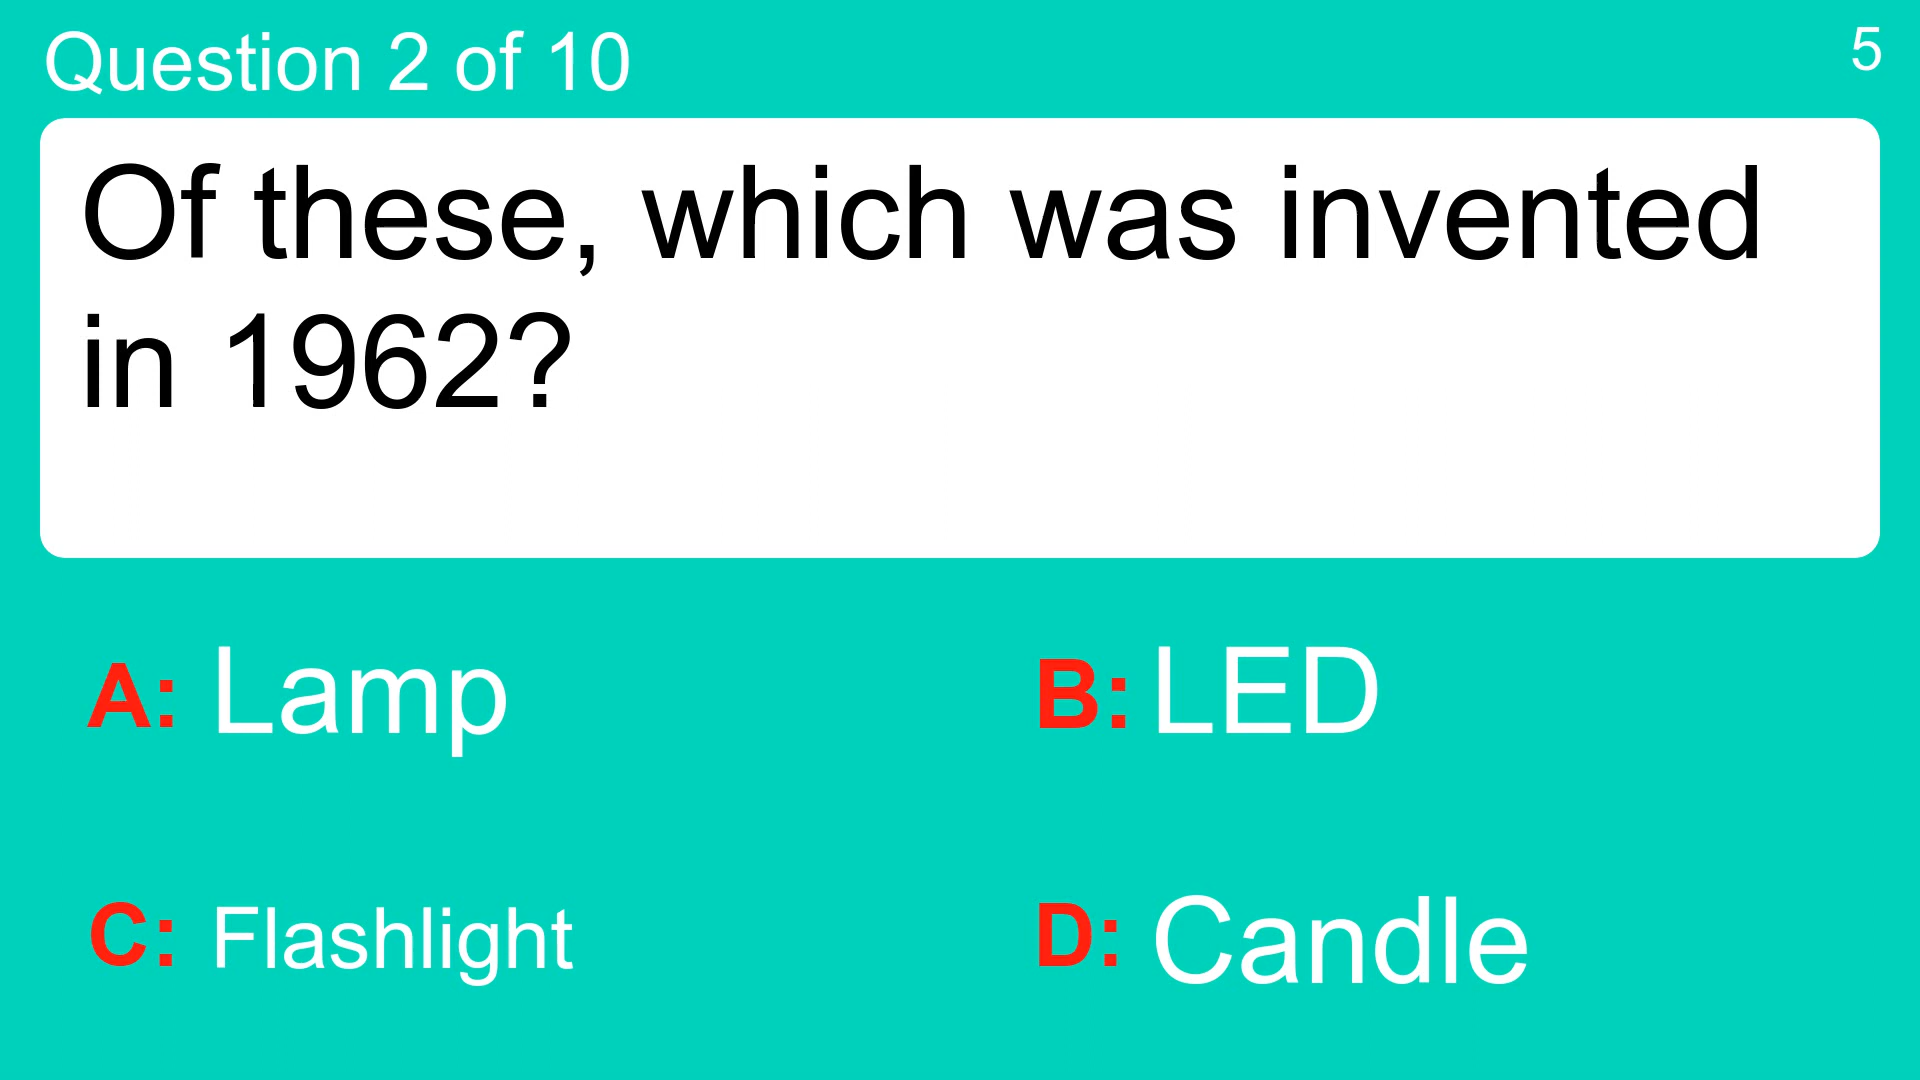 Question 2 of 10
5
Of these, which was invented
in 1962?
A: Lamp
B: LED
C: Flashlight
D: Candle